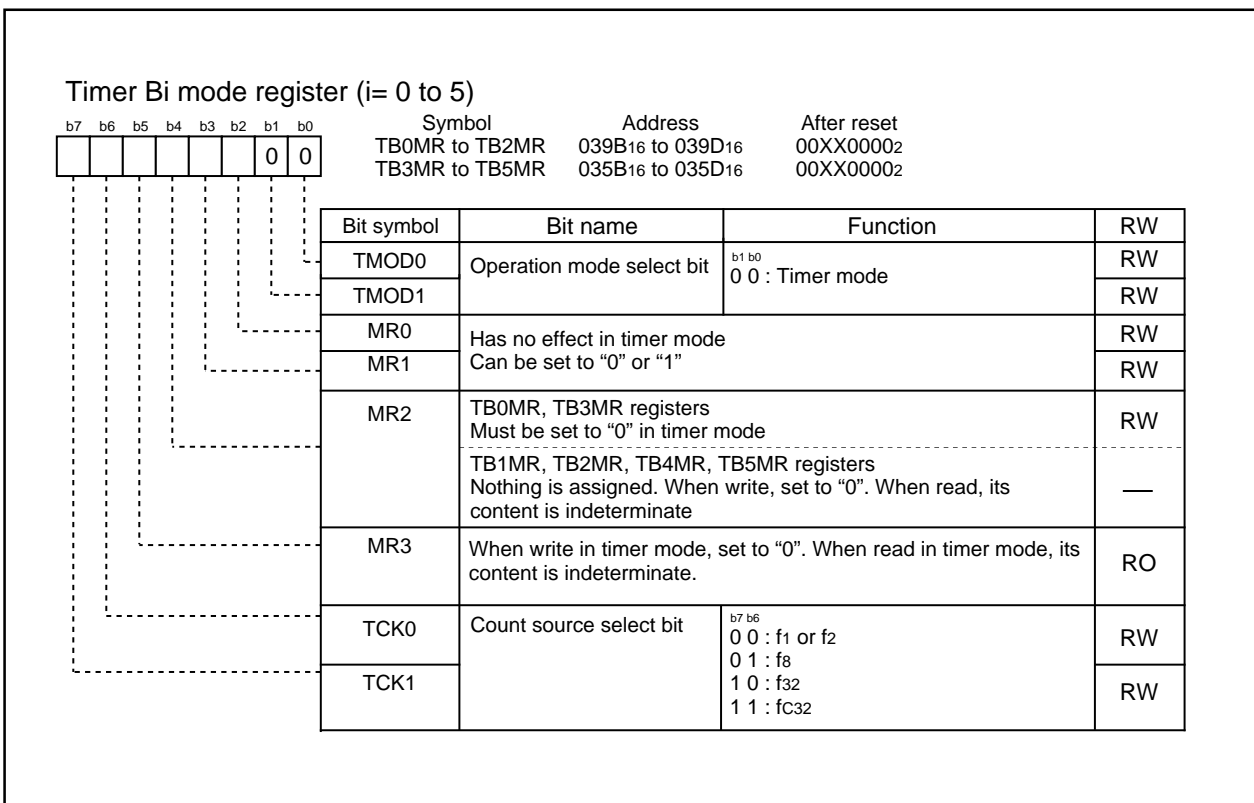 Timer Bi mode register (i= 0 to 5)
b7 b6 b5 b4 b3 b2 b1 b0
0 0
Symbol Address After reset
TB0MR to TB2MR 039B16 to 039D16 00XX00002
TB3MR to TB5MR 035B16 to 035D16 00XX00002
Bit symbol Bit name Function RW
TMOD0 Operation mode select bit b1 b0 RW
0 0 : Timer mode
TMOD1 RW
MR0 Has no effect in timer mode RW
MR1 Can be set to “0” or “1” RW
MR2 TB0MR, TB3MR registers RW
Must be set to “0” in timer mode
TB1MR, TB2MR, TB4MR, TB5MR registers
Nothing is assigned. When write, set to “0”. When read, its —
content is indeterminate
MR3 When write in timer mode, set to “0”. When read in timer mode, its RO
content is indeterminate.
TCK0 Count source select bit b7 b6 RW
0 0 : f1 or f2
0 1 : f8
TCK1 1 0 : f32 RW
1 1 : fC32